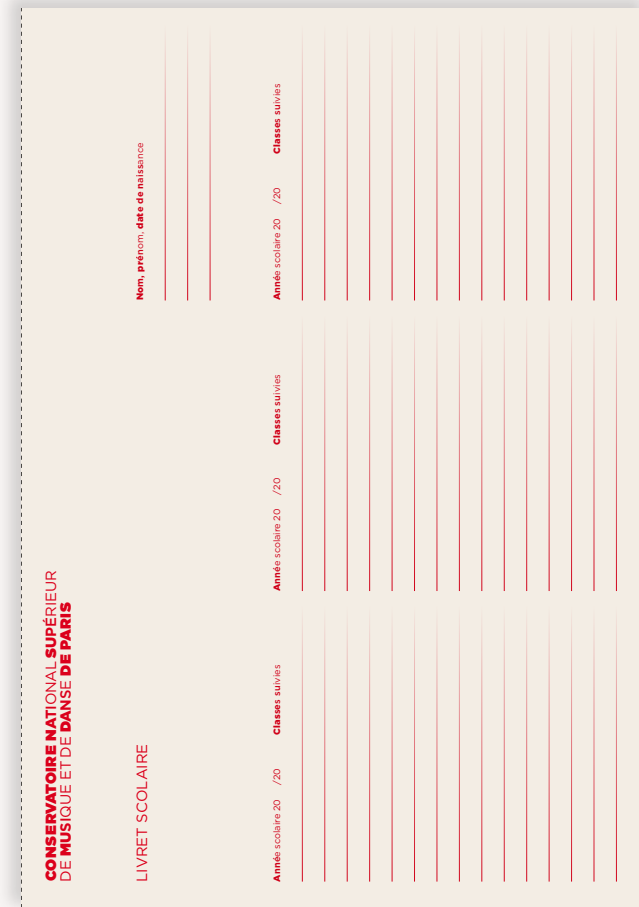 CONSERVATOIRE NATIONAL SUPÉRIEUR
DE MUSIQUE ET DE DANSE DE PARIS
LIVRET SCOLAIRE
Nom, prénom, date de naissance
Année scolaire 20 /20 Classes suivies
Année scolaire 20 /20 Classes suivies
Année scolaire 20 /20 Classes suivies